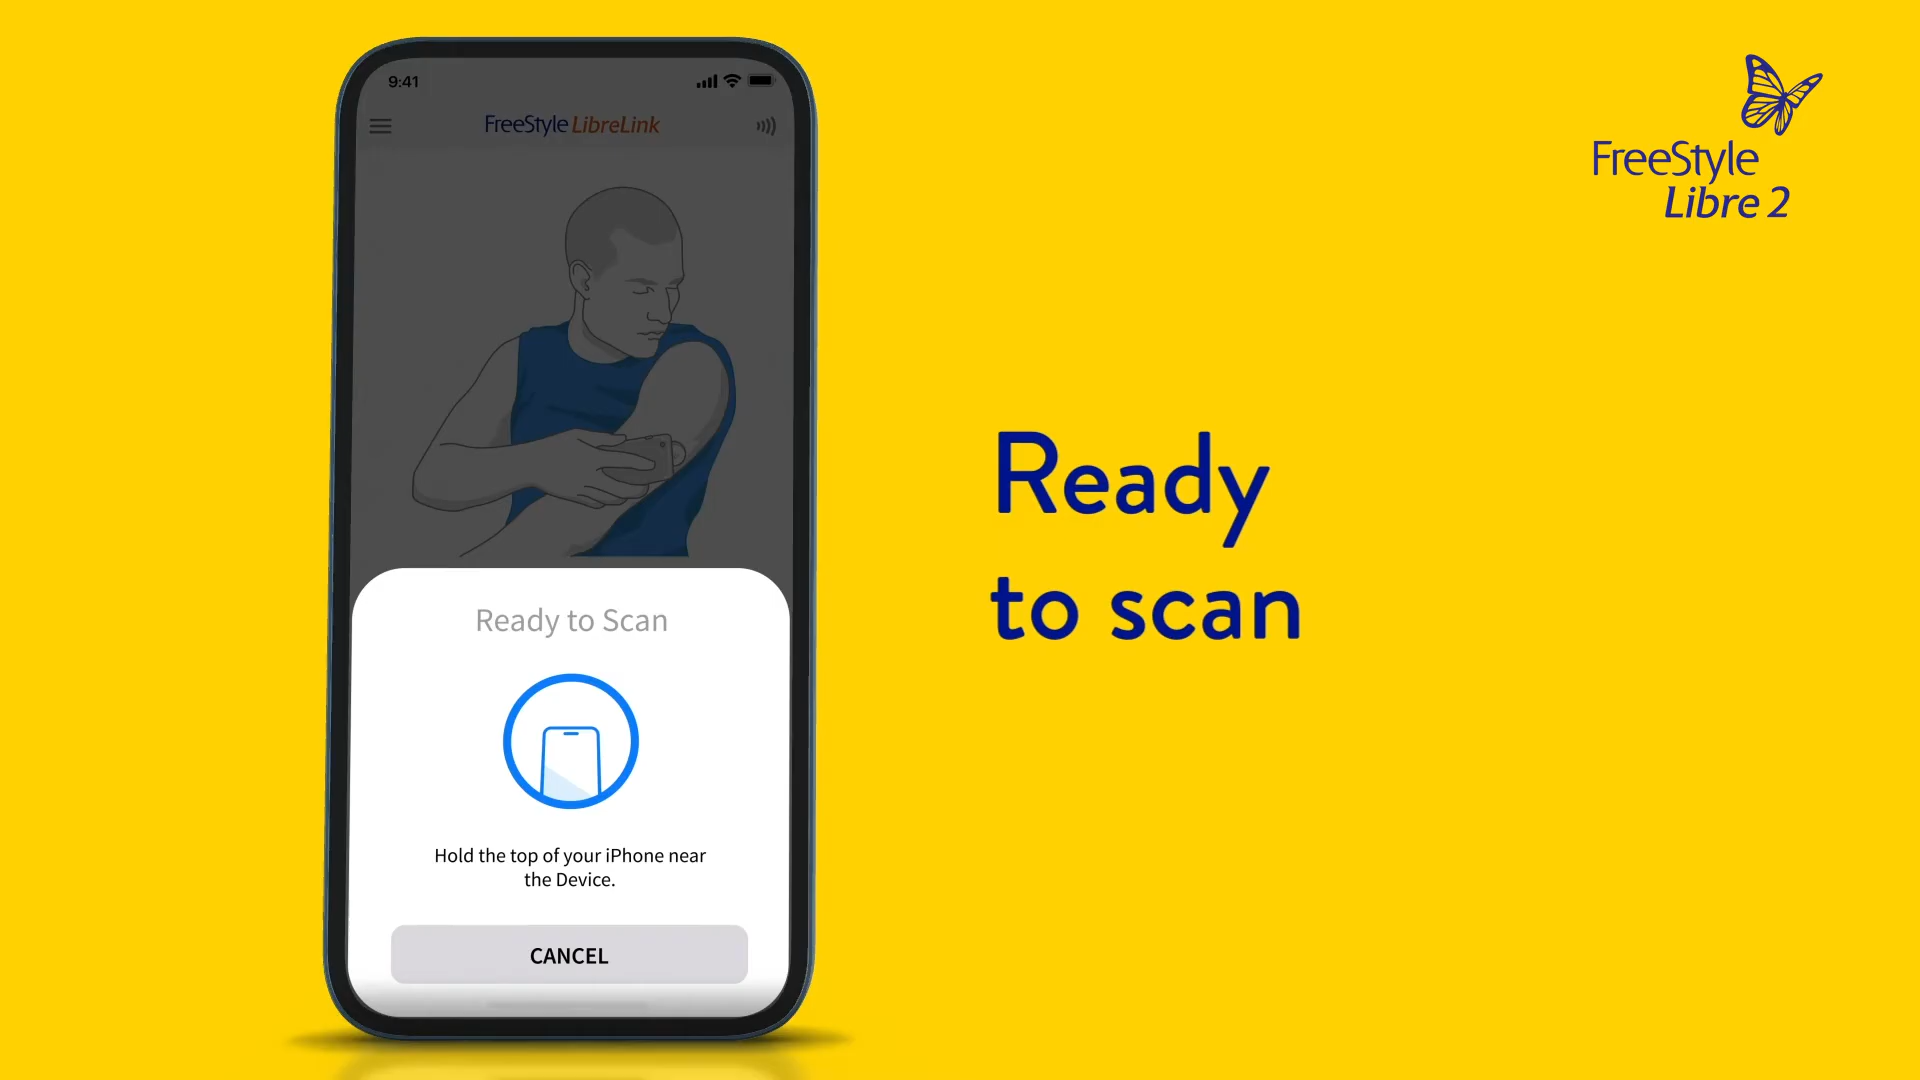 9:41
FreeStyle LibreLink
Ready to Scan
Hold the top of your iPhone near
the Device.
CANCEL
Ready
to scan
FreeStyle
Libre 2